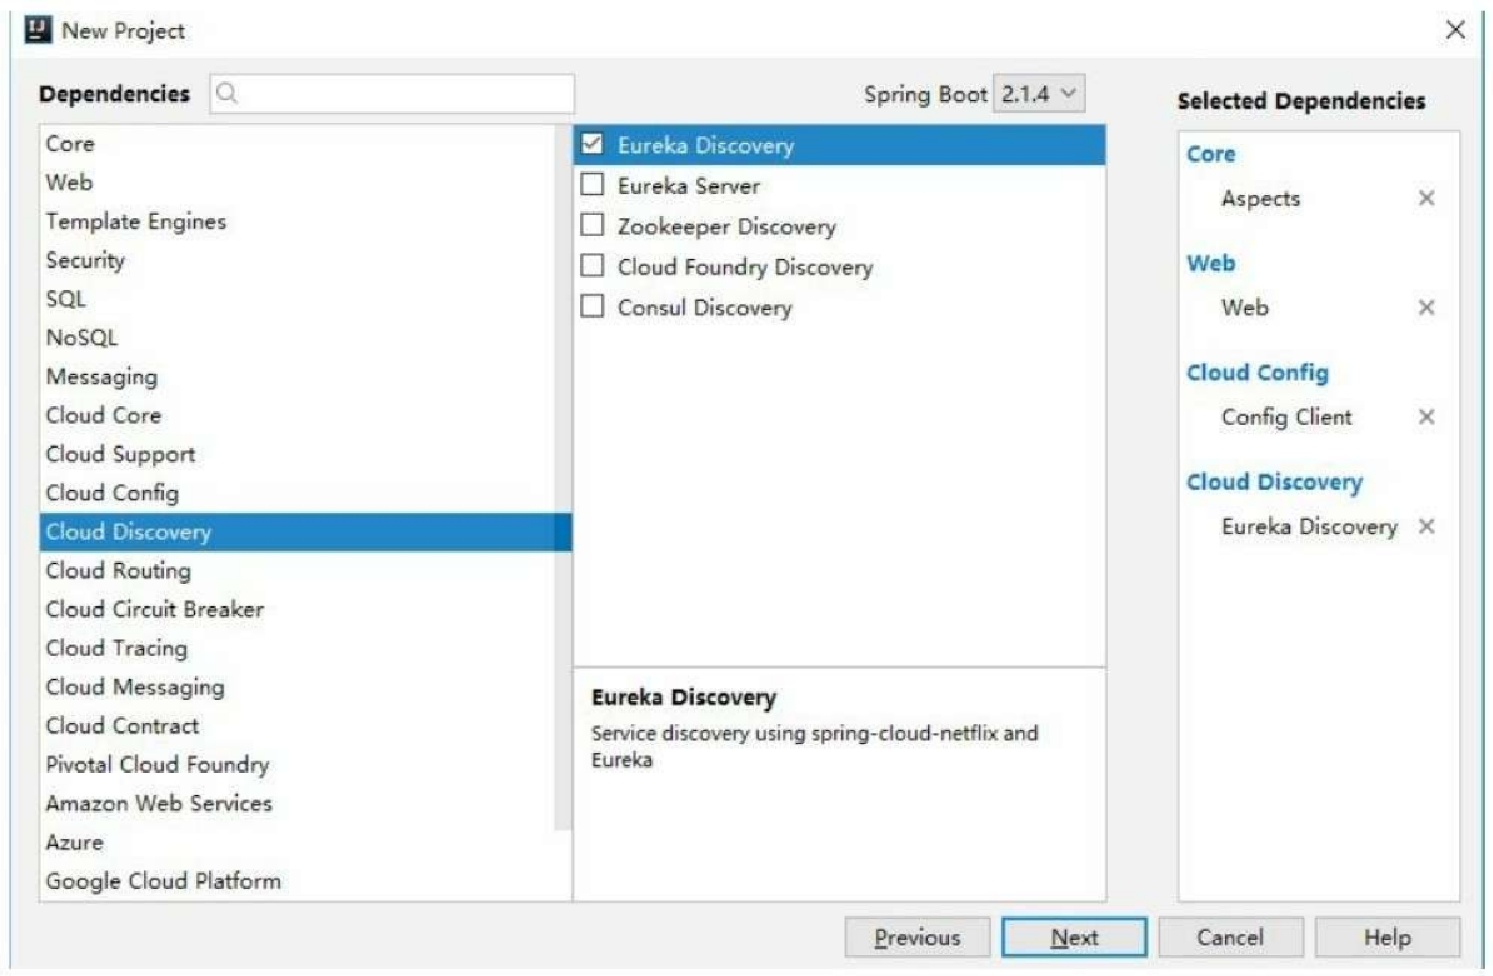 New Project
Dependencies
Spring Boot 2.1.4
Selected Dependencies
Core
Web
Template Engines
Security
SQL
NoSQL
Messaging
Cloud Core
Cloud Support
Cloud Config
Cloud Discovery
Cloud Routing
Cloud Circuit Breaker
Cloud Tracing
Cloud Messaging
Cloud Contract
Pivotal Cloud Foundry
Amazon Web Services
Azure
Google Cloud Platform
Eureka Discovery
Eureka Server
Zookeeper Discovery
Cloud Foundry Discovery
Consul Discovery
Eureka Discovery
Service discovery using spring-cloud-netflix and
Eureka
Core
Aspects
Web
Web
Cloud Config
Config Client
Cloud Discovery
Eureka Discovery
Previous
Next
Cancel
Help